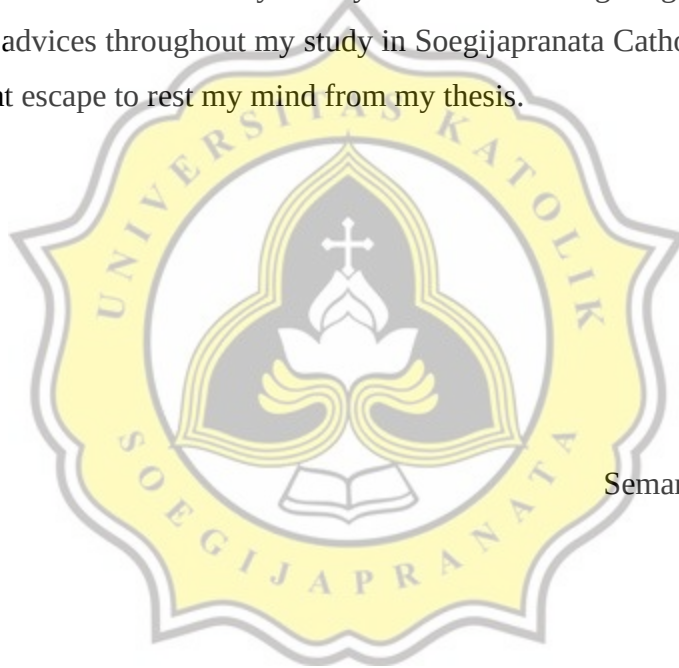 advices throughout my study in Soegijapranata Catho
t escape to rest my mind from my thesis.
UNIVERSITAS KATOLIK
SOEGIJAPRANATA
Semar